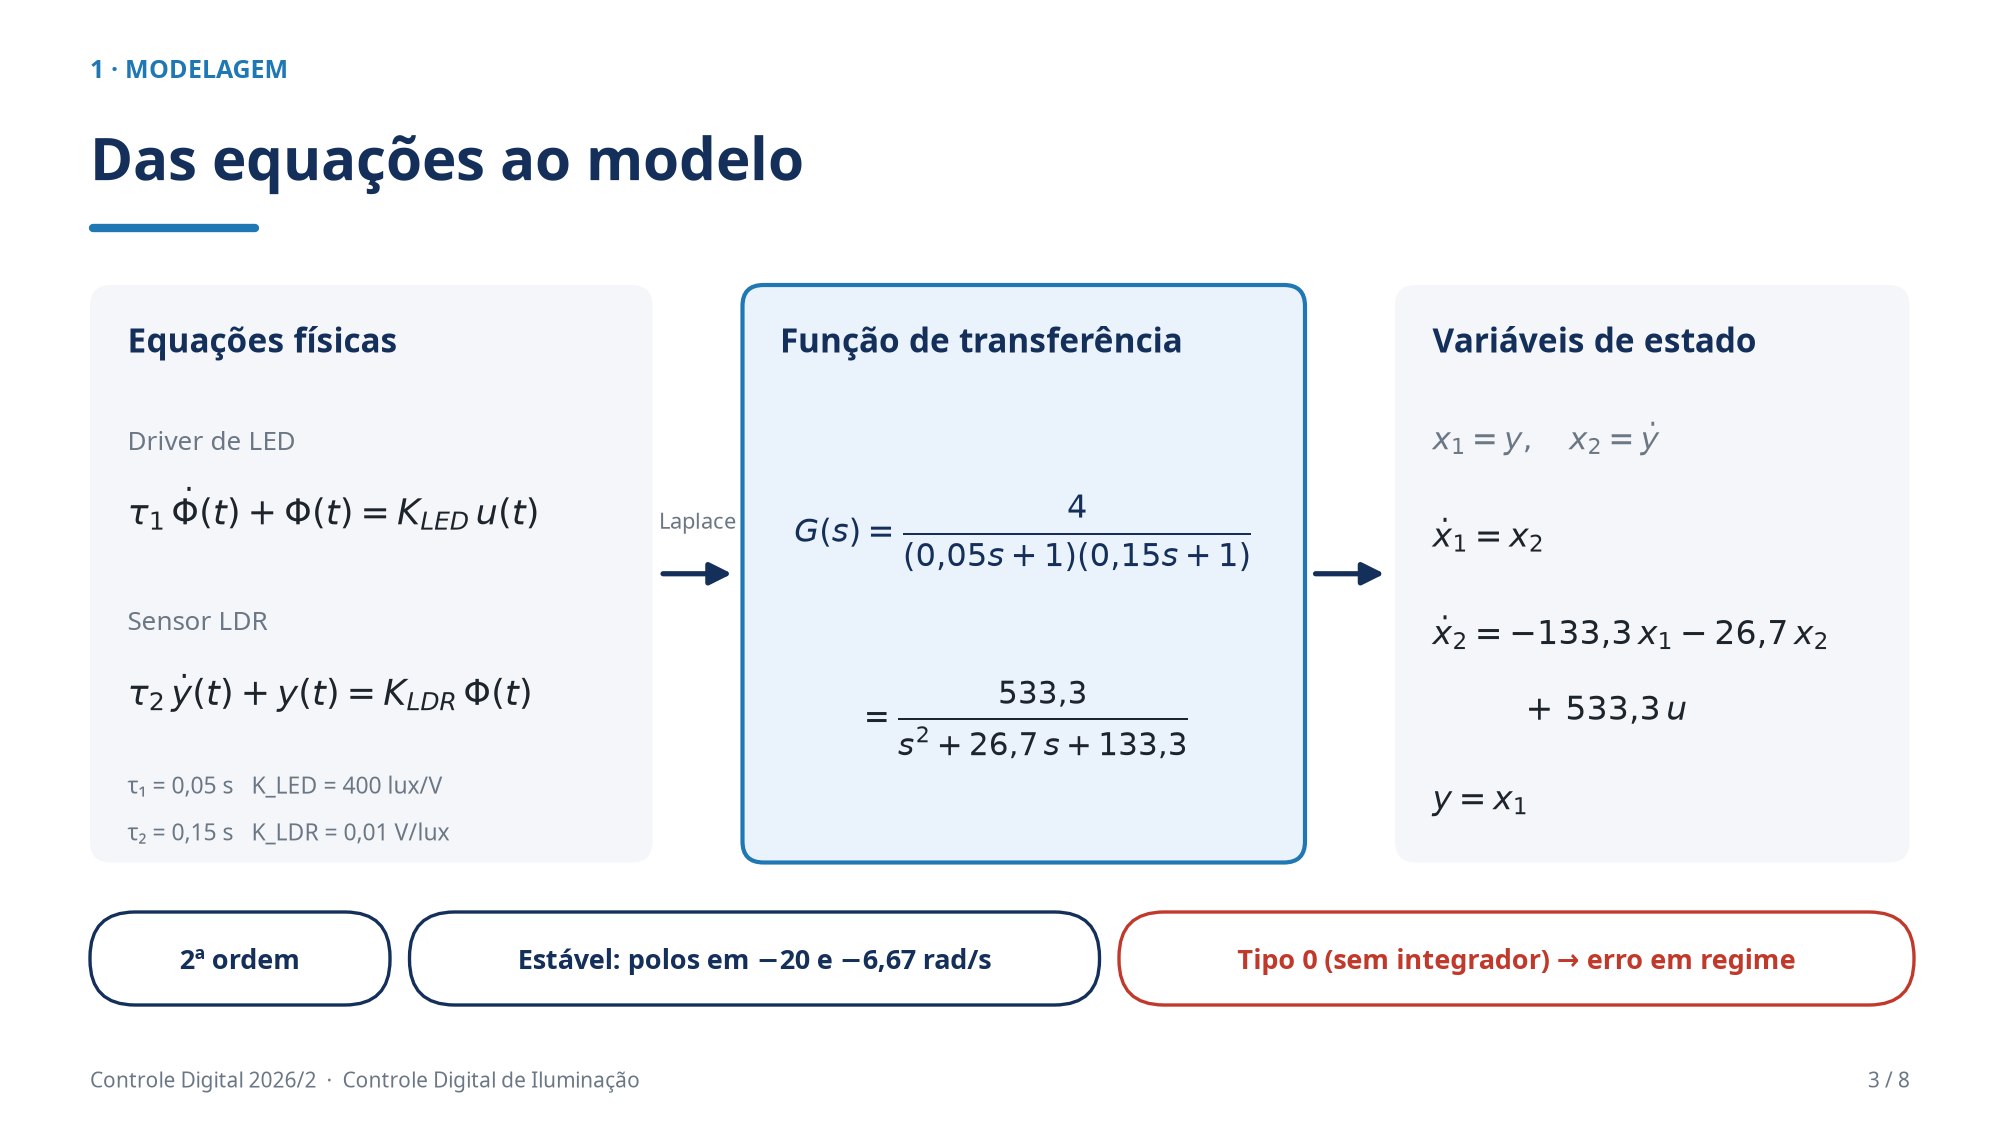 1 · MODELAGEM
Das equações ao modelo
Equações físicas
Driver de LED
τ₁ Φ̇(t) + Φ(t) = K_LED u(t)
Sensor LDR
τ₂ ẏ(t) + y(t) = K_LDR Φ(t)
τ₁ = 0,05 s   K_LED = 400 lux/V
τ₂ = 0,15 s   K_LDR = 0,01 V/lux
Laplace
Função de transferência
G(s) = 4 / (0,05s + 1)(0,15s + 1)
= 533,3 / s² + 26,7 s + 133,3
Variáveis de estado
x₁ = y,   x₂ = ẏ
ẋ₁ = x₂
ẋ₂ = −133,3 x₁ − 26,7 x₂
+ 533,3 u
y = x₁
2ª ordem
Estável: polos em −20 e −6,67 rad/s
Tipo 0 (sem integrador) → erro em regime
Controle Digital 2026/2 · Controle Digital de Iluminação
3 / 8